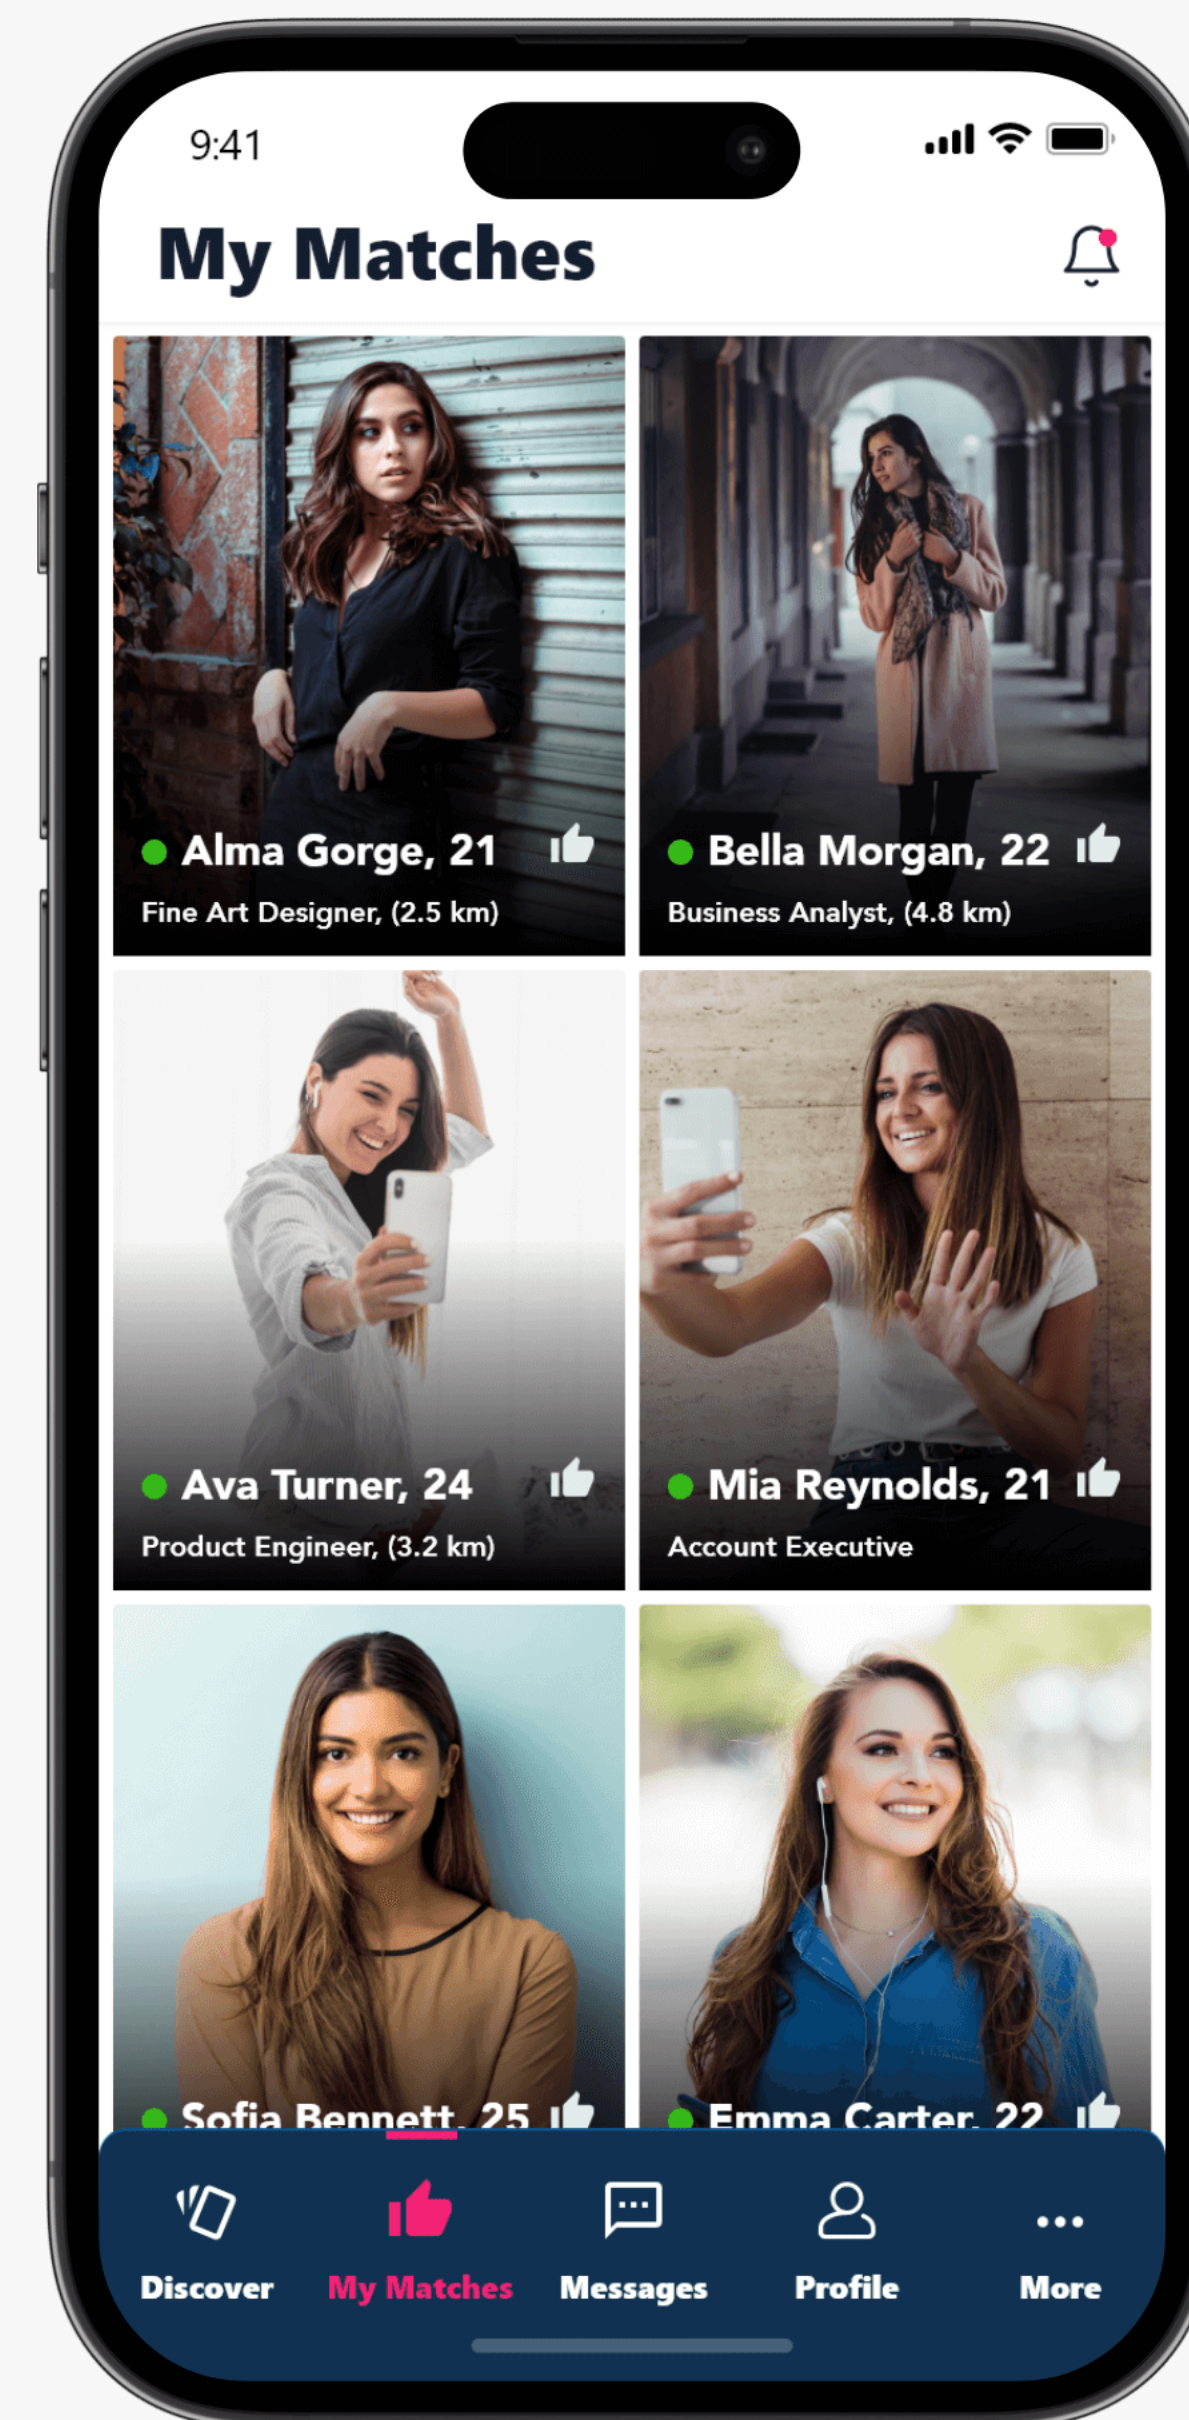 9:41
My Matches
Alma Gorge, 21
Fine Art Designer, (2.5 km)
Bella Morgan, 22
Business Analyst, (4.8 km)
Ava Turner, 24
Product Engineer, (3.2 km)
Mia Reynolds, 21
Account Executive
Sofia Bennett, 25
Emma Carter, 22
Discover
My Matches
Messages
Profile
More